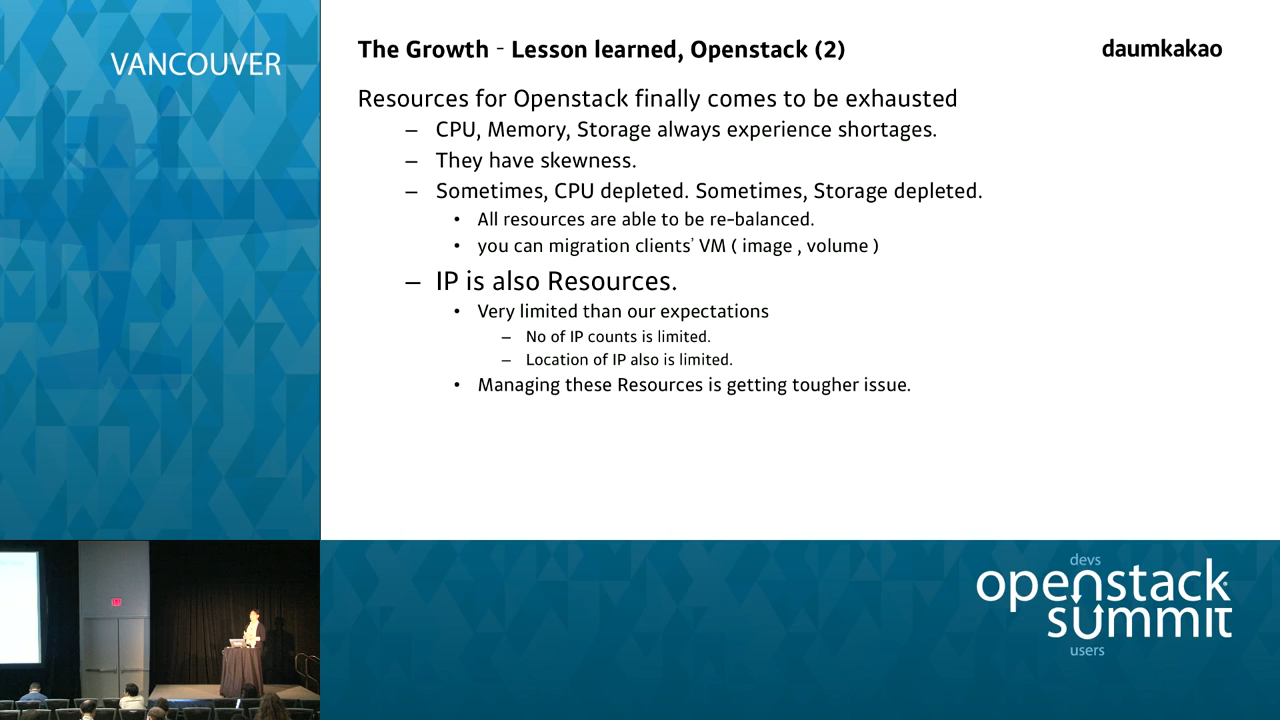 VANCOUVER
The Growth - Lesson learned, Openstack (2)
daumkakao
Resources for Openstack finally comes to be exhausted
– CPU, Memory, Storage always experience shortages.
– They have skewness.
– Sometimes, CPU depleted. Sometimes, Storage depleted.
• All resources are able to be re-balanced.
• you can migration clients' VM ( image , volume )
– IP is also Resources.
• Very limited than our expectations
– No of IP counts is limited.
– Location of IP also is limited.
• Managing these Resources is getting tougher issue.
devs
openstack
summit
users